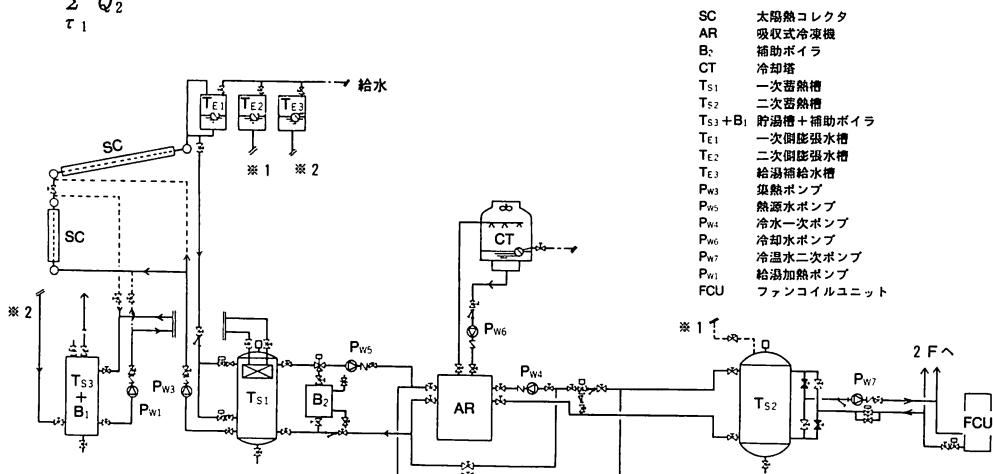 2 Q₂
τ₁
SC 太陽熱コレクタ
AR 吸収式冷凍機
B₂ 補助ボイラ
CT 冷却塔
TS1 一次蓄熱槽
TS2 二次蓄熱槽
TS3+B₁ 貯湯槽+補助ボイラ
TE1 一次側膨張水槽
TE2 二次側膨張水槽
TE3 給湯補給水槽
PW3 集熱ポンプ
PW5 熱源水ポンプ
PW4 冷水一次ポンプ
PW6 冷却水ポンプ
PW7 冷温水二次ポンプ
PW1 給湯加熱ポンプ
FCU ファンコイルユニット
給水
TE1 TE2 TE3
※1 ※2
SC
SC
CT
※2
PW6
※1
2Fへ
PW5
PW4
PW7
TS3
+
B₁
PW1
PW3
TS1
B₂
AR
TS2
FCU